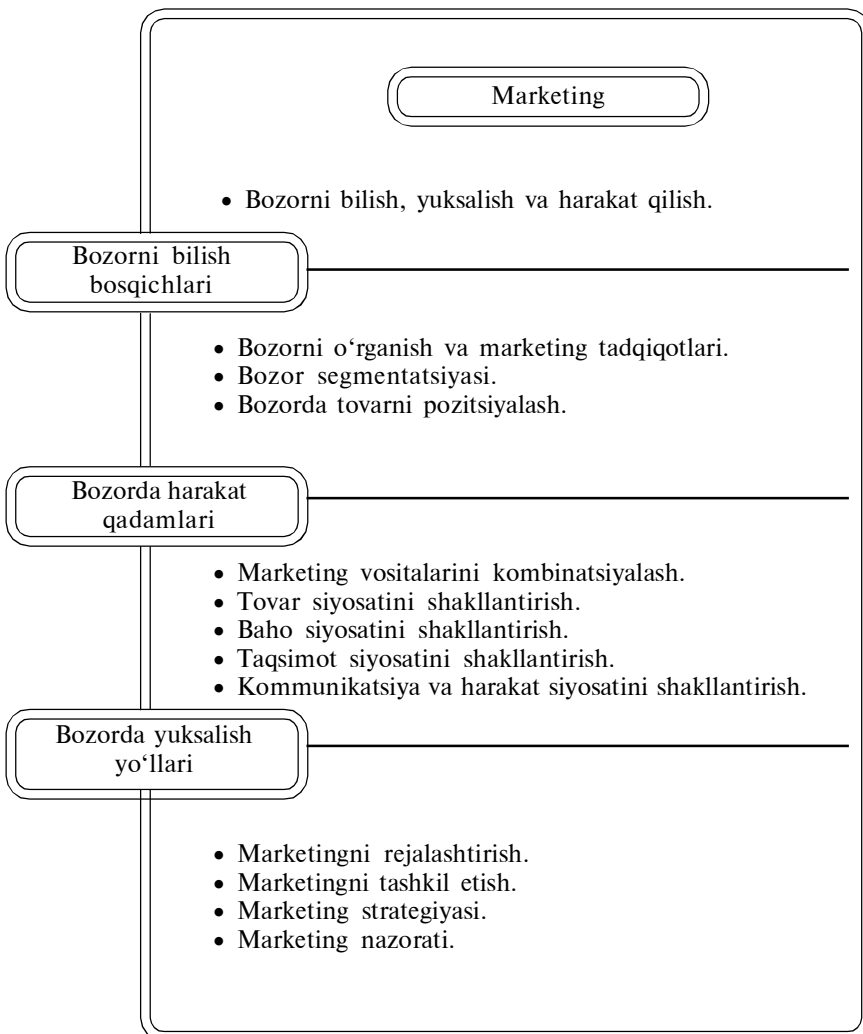 Marketing
• Bozorni bilish, yuksalish va harakat qilish.
Bozorni bilish
bosqichlari
• Bozorni o‘rganish va marketing tadqiqotlari.
• Bozor segmentatsiyasi.
• Bozorda tovarni pozitsiyalash.
Bozorda harakat
qadamlari
• Marketing vositalarini kombinatsiyalash.
• Tovar siyosatini shakllantirish.
• Baho siyosatini shakllantirish.
• Taqsimot siyosatini shakllantirish.
• Kommunikatsiya va harakat siyosatini shakllantirish.
Bozorda yuksalish
yo‘llari
• Marketingni rejalashtirish.
• Marketingni tashkil etish.
• Marketing strategiyasi.
• Marketing nazorati.